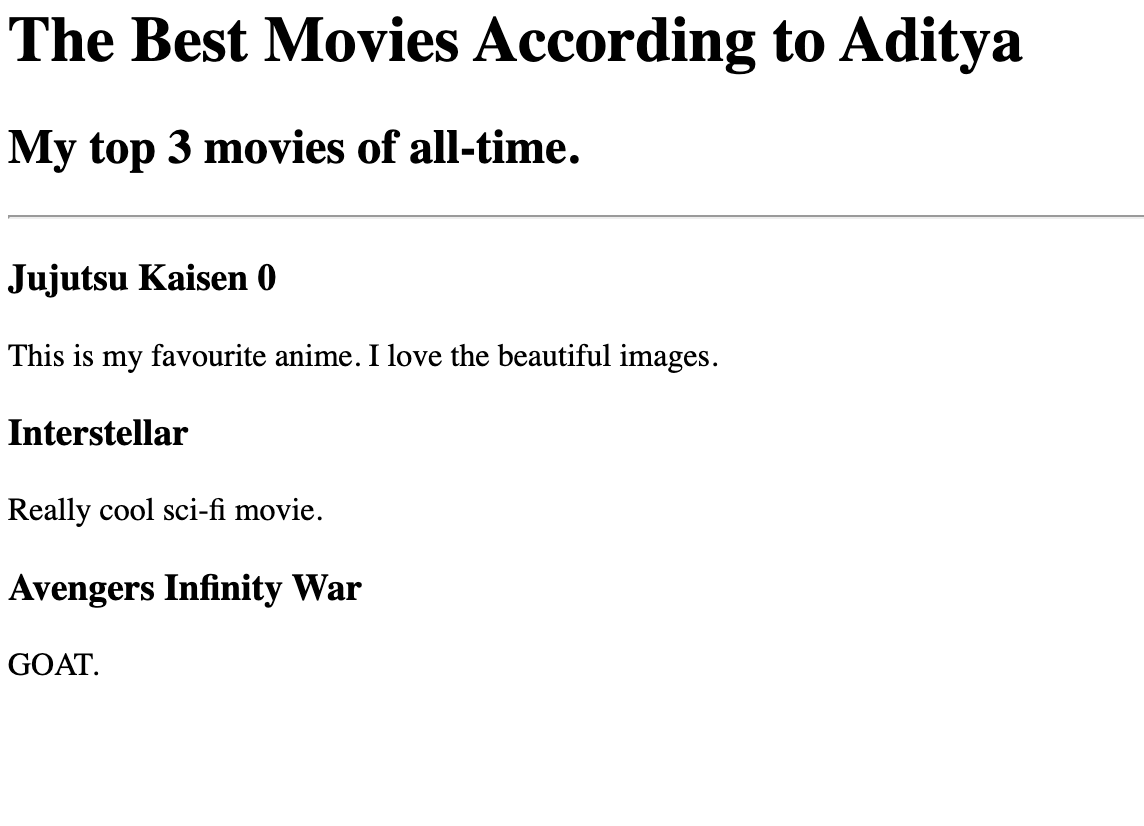 The Best Movies According to Aditya
My top 3 movies of all-time.
Jujutsu Kaisen 0
This is my favourite anime. I love the beautiful images.
Interstellar
Really cool sci-fi movie.
Avengers Infinity War
GOAT.